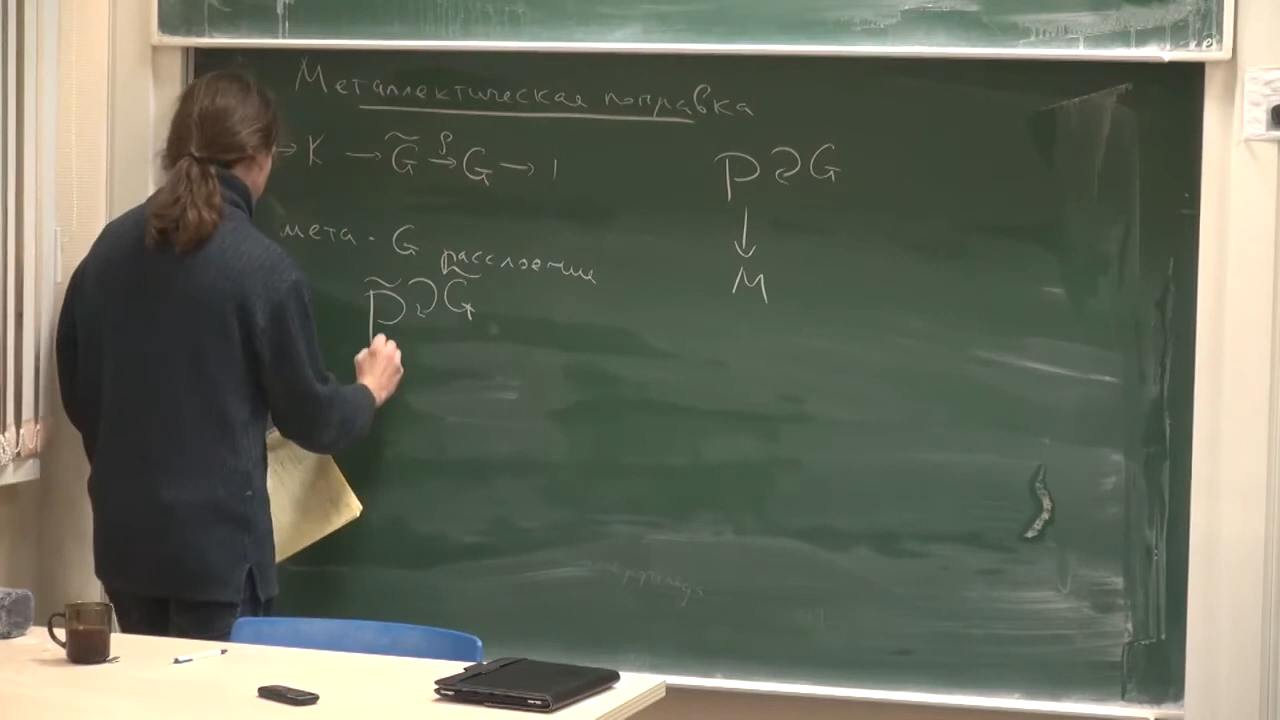 Металлектическая поправка
→ K → G̃ →ρ G → 1
мета - G расслоение
P̃ ⊋ G̃
P ⊋ G
↓
M